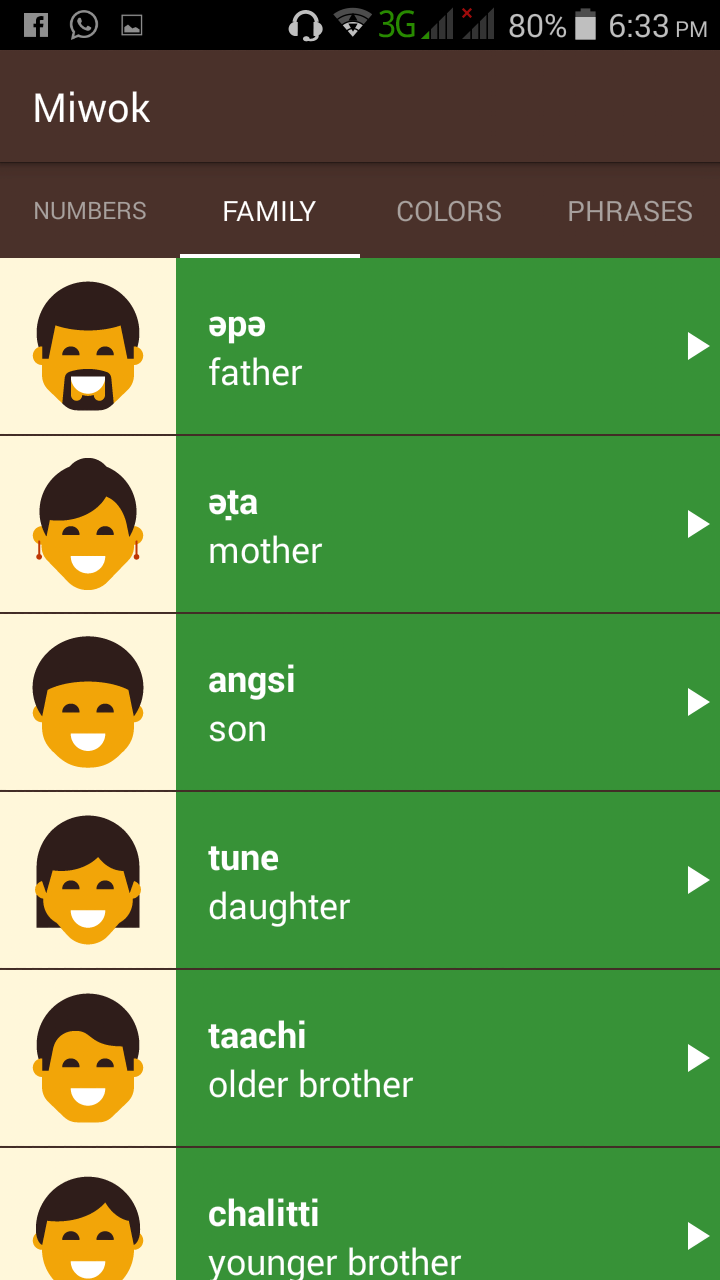 3G 80% 6:33 PM
Miwok
NUMBERS FAMILY COLORS PHRASES
əpə
father
əṭa
mother
angsi
son
tune
daughter
taachi
older brother
chalitti
younger brother